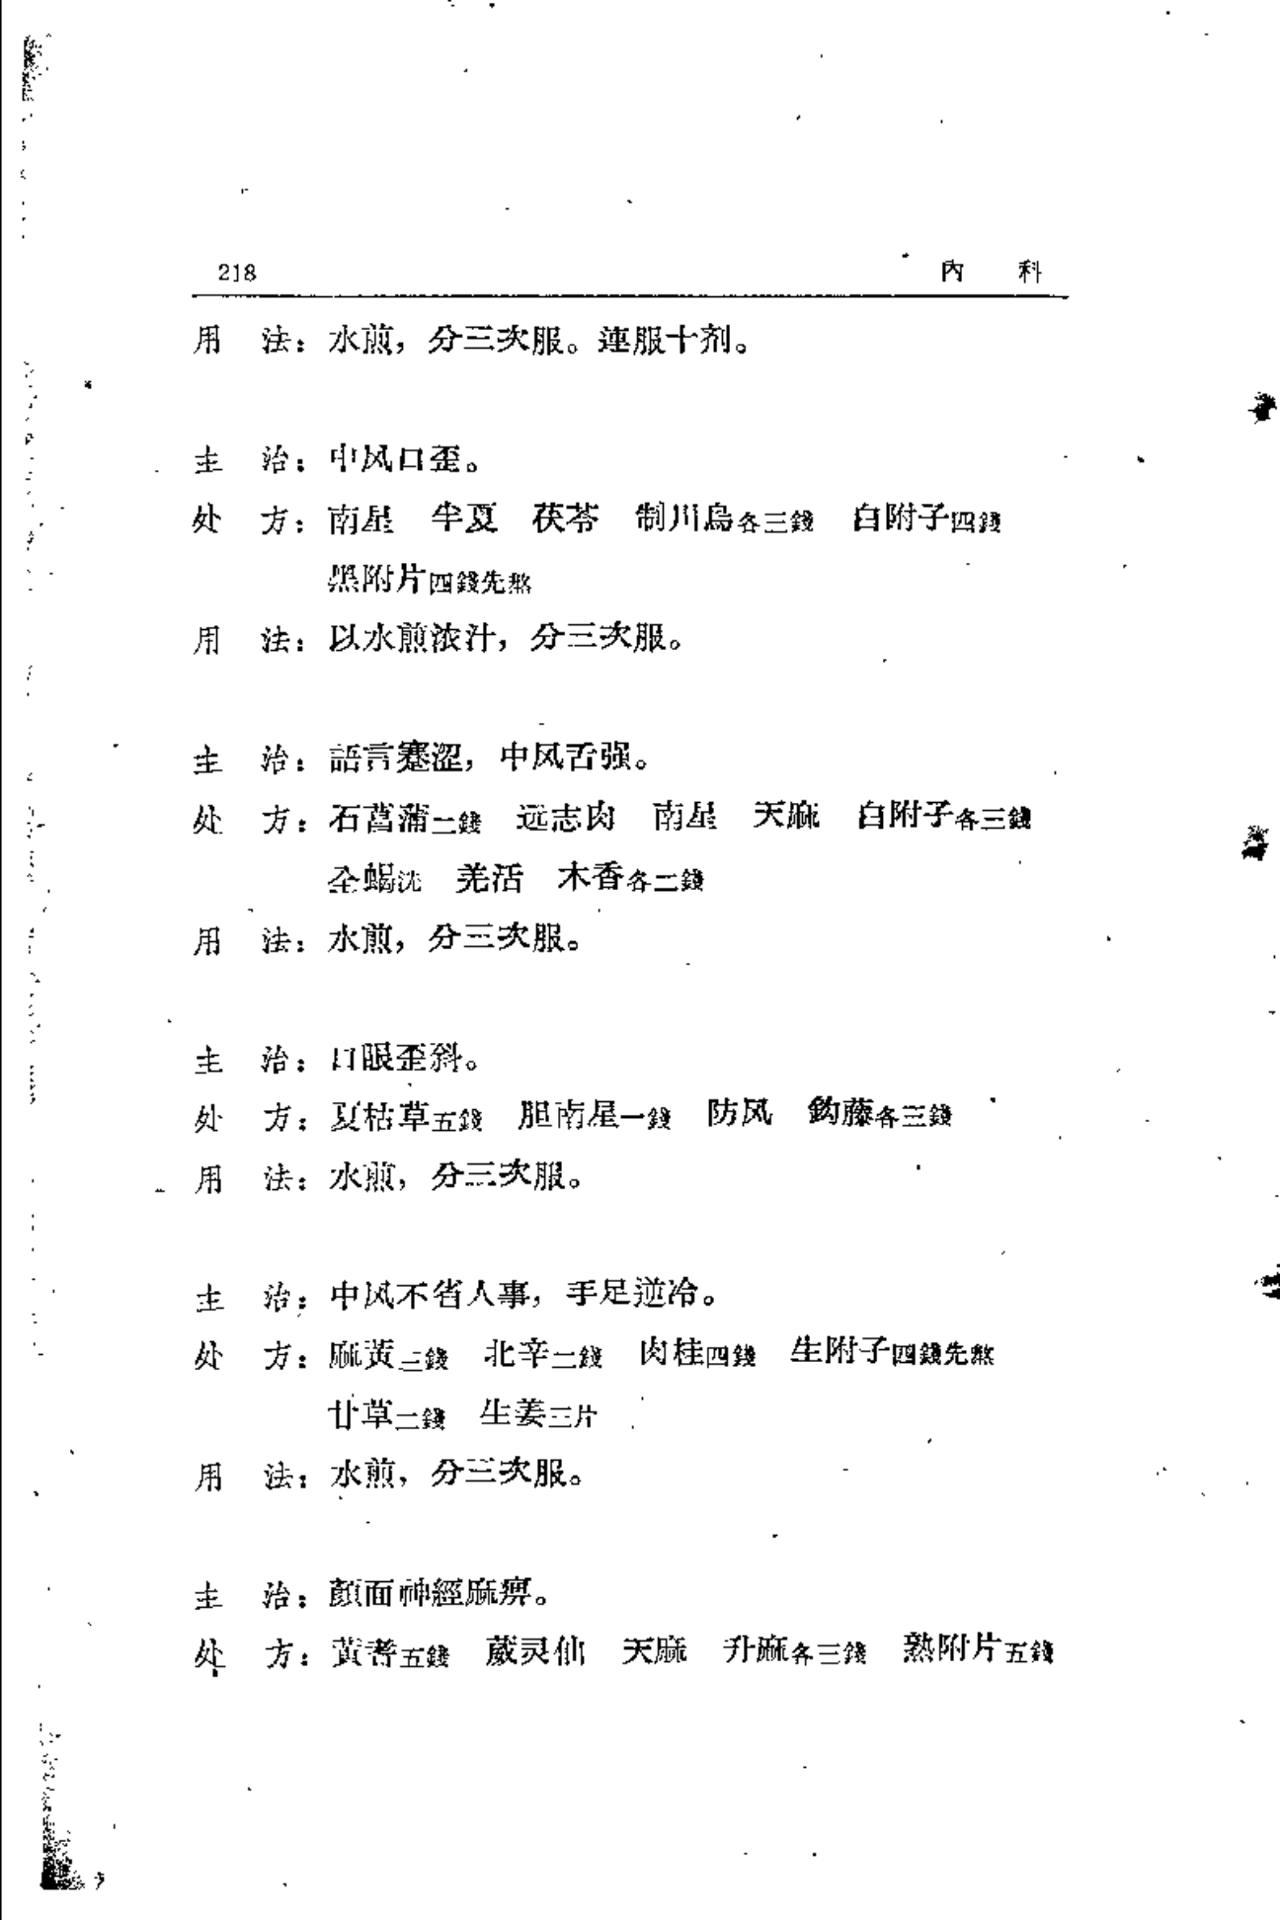 218 內科
用法：水煎，分三次服。連服十剂。
主治：中风口歪。
处方：南星 半夏 茯苓 制川烏各三錢 白附子四錢
黑附片四錢先熬
用法：以水煎浓汁，分三次服。
主治：語言蹇涩，中风舌强。
处方：石菖蒲二錢 远志肉 南星 天麻 白附子各三錢
全蝎洗 羌活 木香各二錢
用法：水煎，分三次服。
主治：口眼歪斜。
处方：夏枯草五錢 胆南星一錢 防风 鈎藤各三錢
用法：水煎，分三次服。
主治：中风不省人事，手足逆冷。
处方：麻黃三錢 北辛二錢 肉桂四錢 生附子四錢先熬
甘草二錢 生姜三片
用法：水煎，分三次服。
主治：顏面神經麻痹。
处方：黃蓍五錢 葳灵仙 天麻 升麻各三錢 熟附片五錢